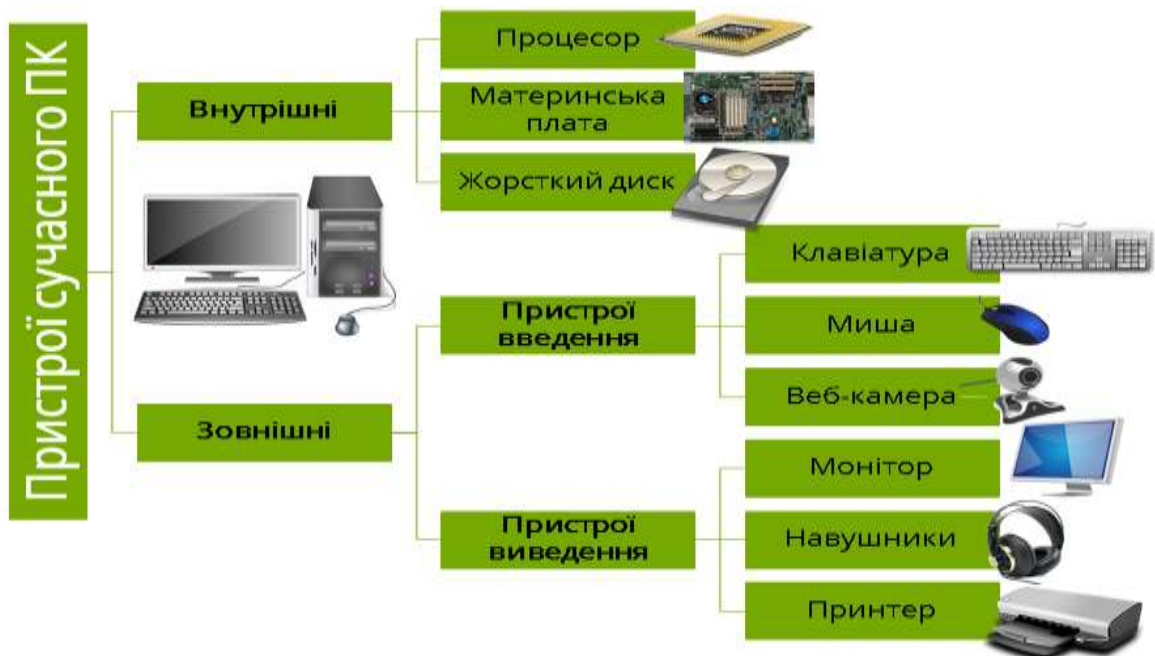 Пристрої сучасного ПК
Внутрішні
Процесор
Материнська
плата
Жорсткий диск
Зовнішні
Пристрої
введення
Клавіатура
Миша
Веб-камера
Пристрої
виведення
Монітор
Навушники
Принтер